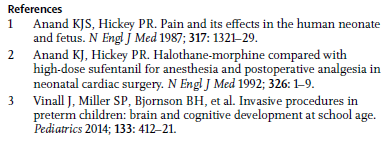 References
1 Anand KJS, Hickey PR. Pain and its effects in the human neonate
and fetus. N Engl J Med 1987; 317: 1321–29.
2 Anand KJ, Hickey PR. Halothane-morphine compared with
high-dose sufentanil for anesthesia and postoperative analgesia in
neonatal cardiac surgery. N Engl J Med 1992; 326: 1–9.
3 Vinall J, Miller SP, Bjornson BH, et al. Invasive procedures in
preterm children: brain and cognitive development at school age.
Pediatrics 2014; 133: 412–21.